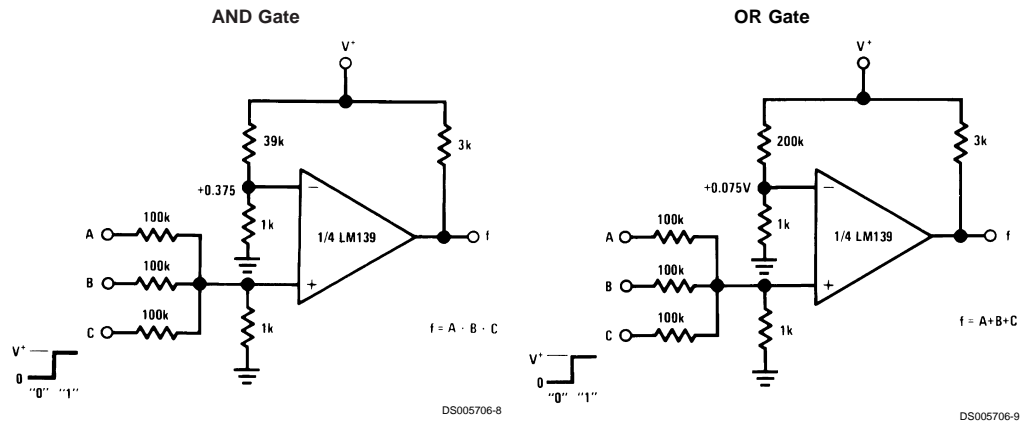 AND Gate
V+
39k
3k
+0.375
−
100k
1k
1/4 LM139
f
A
100k
B
+
100k
C
1k
f = A · B · C
V+
0
"0" "1"
DS005706-8
OR Gate
V+
200k
3k
+0.075V
−
100k
1k
1/4 LM139
f
A
100k
B
+
100k
C
1k
f = A+B+C
V+
0
"0" "1"
DS005706-9